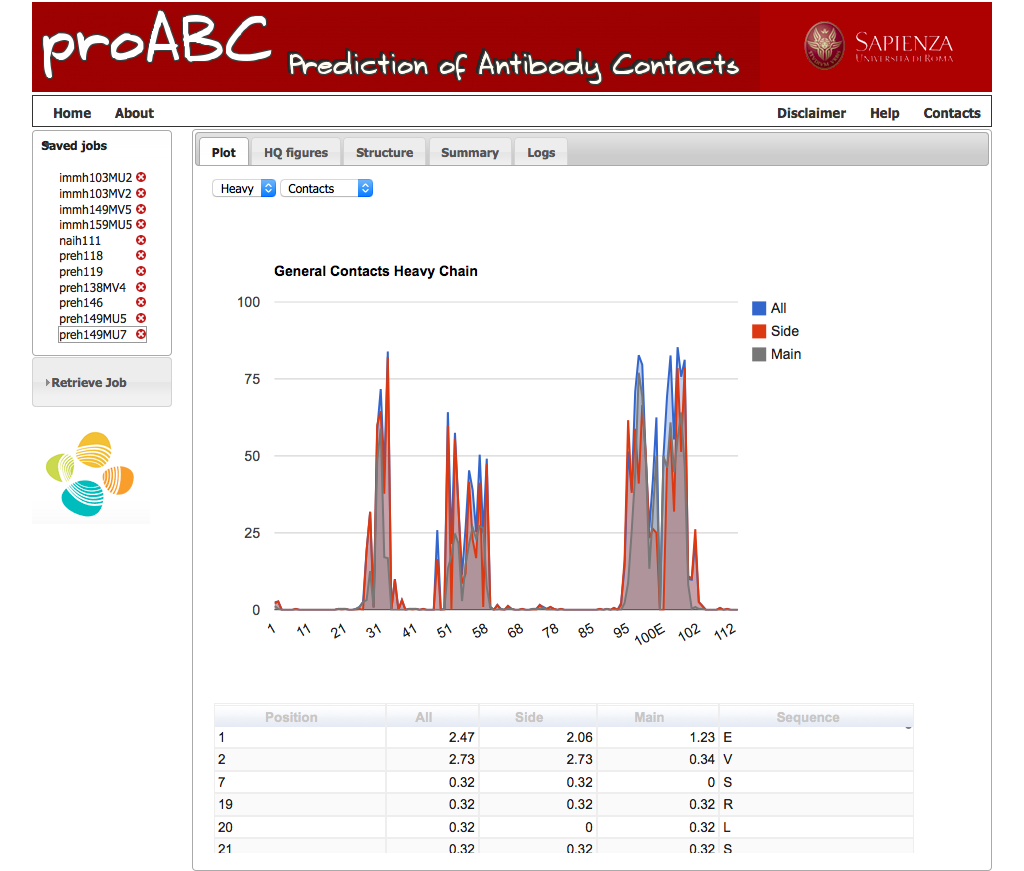 proABC Prediction of Antibody Contacts
SAPIENZA
UNIVERSITÀ DI ROMA
Home About Disclaimer Help Contacts
Saved jobs
immh103MU2
immh103MV2
immh149MV5
immh159MU5
naih111
preh118
preh119
preh138MV4
preh146
preh149MU5
preh149MU7
Retrieve Job
Plot HQ figures Structure Summary Logs
Heavy Contacts
General Contacts Heavy Chain
100
75
50
25
0
1 11 21 31 41 51 58 68 78 85 95 100E 102 112
All
Side
Main
Position All Side Main Sequence
1 2.47 2.06 1.23 E
2 2.73 2.73 0.34 V
7 0.32 0.32 0 S
19 0.32 0.32 0.32 R
20 0.32 0 0.32 L
21 0.32 0.32 0.32 S